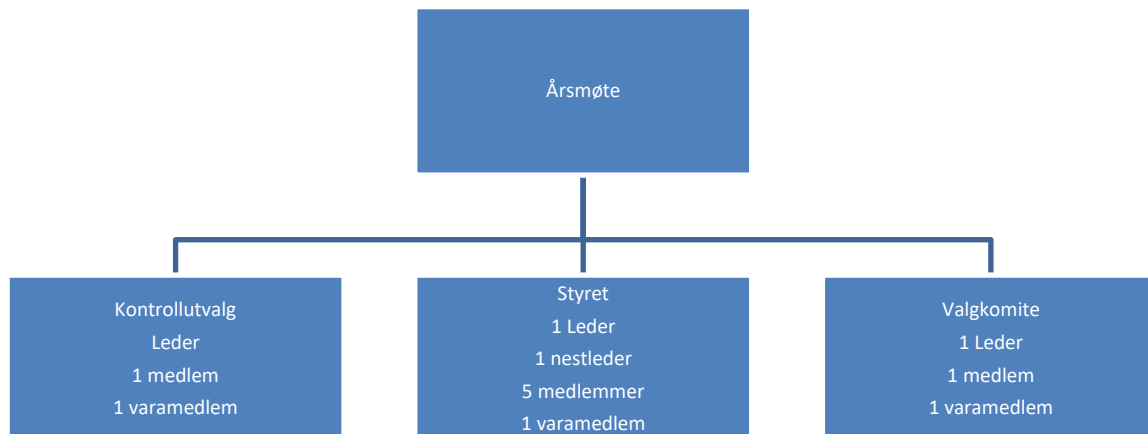 Årsmøte
Kontrollutvalg
Leder
1 medlem
1 varamedlem
Styret
1 Leder
1 nestleder
5 medlemmer
1 varamedlem
Valgkomite
1 Leder
1 medlem
1 varamedlem